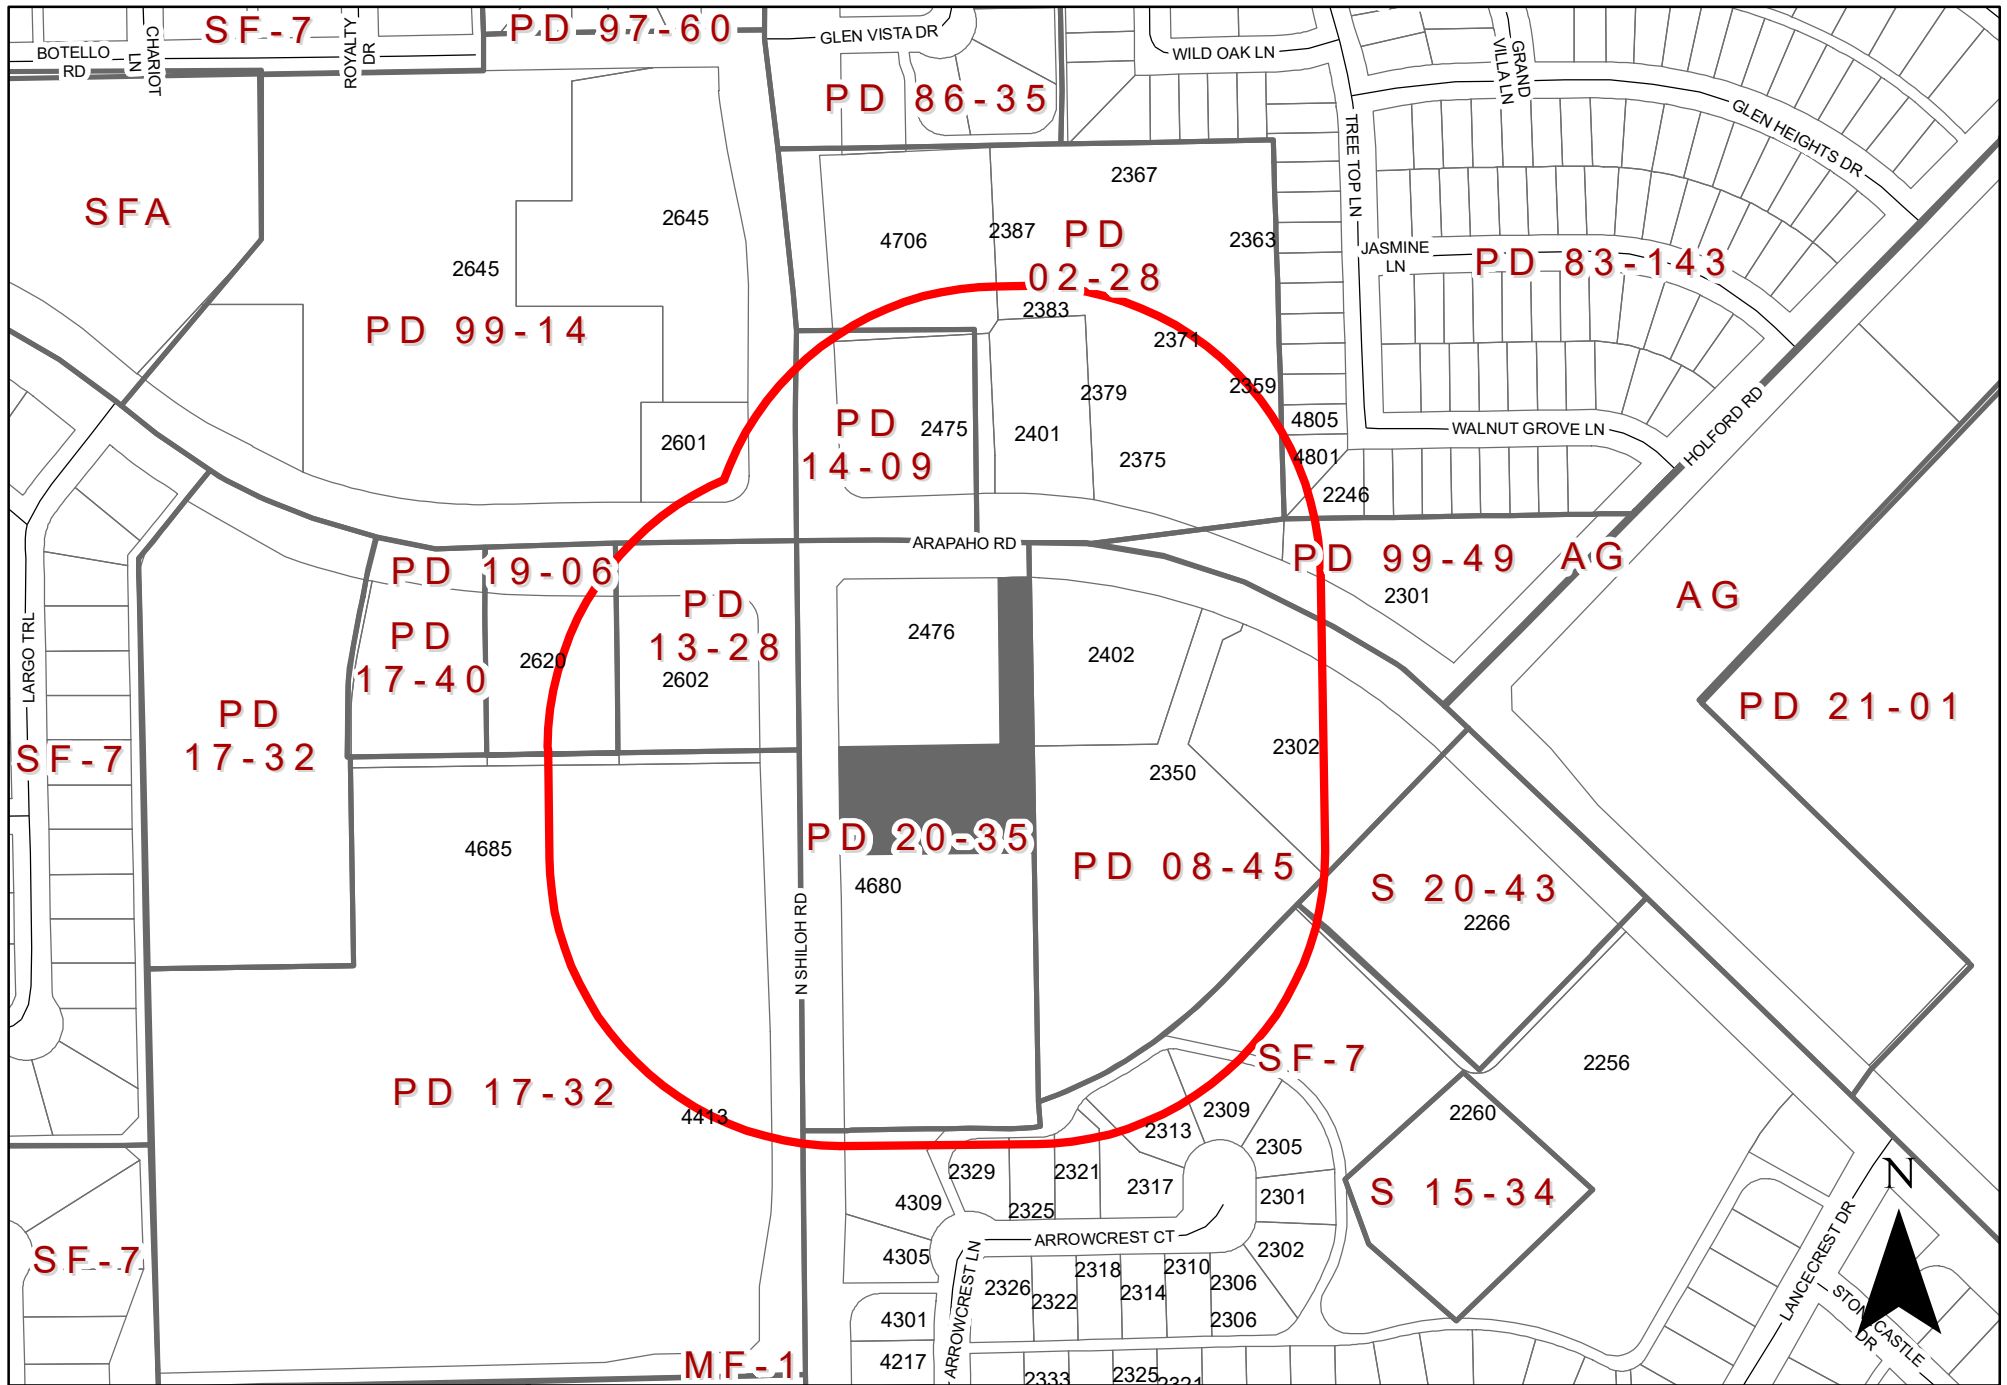 SF-7
PD 97-60
BOTELLO
RD
CHARIOT
LN
ROYALTY
DR
GLEN VISTA DR
WILD OAK LN
GRAND
VILLA LN
PD 86-35
GLEN HEIGHTS DR
TREE TOP LN
SFA
2645
2645
4706
2387
2367
2363
PD
02-28
JASMINE
LN
PD 83-143
PD 99-14
2383
2371
2379
2359
2601
PD
14-09
2475
2401
2375
4805
4801
2246
WALNUT GROVE LN
HOLFORD RD
ARAPAHO RD
PD 19-06
PD
17-40
2620
PD
13-28
2602
2476
2402
PD 99-49
2301
AG
AG
PD 21-01
LARGO TRL
SF-7
PD
17-32
2350
2302
4685
PD 20-35
4680
PD 08-45
S 20-43
2266
N SHILOH RD
PD 17-32
4413
SF-7
2256
2260
2309
2313
2305
2329
2321
2317
2301
2325
4309
S 15-34
N
SF-7
4305
ARROWCREST CT
2302
ARROWCREST LN
2326
2322
2318
2314
2310
2306
2306
4301
4217
LANCECREST DR
MF-1
2333
2325
2321